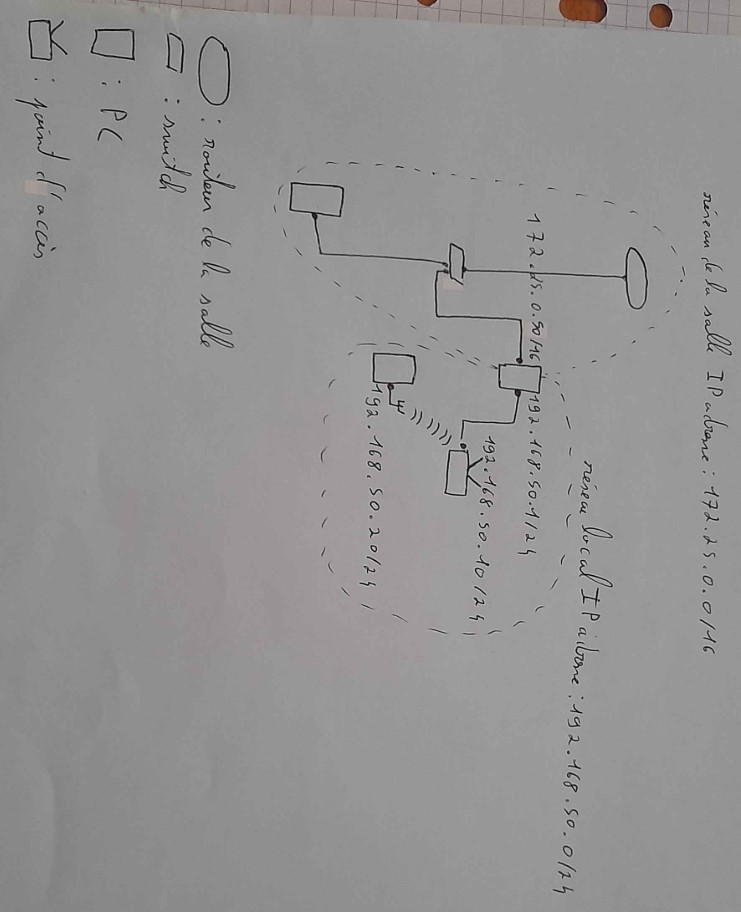 réseau de la salle IP adresse : 172.25.0.0/16
réseau local IP adresse : 192.168.50.0/24
172.25.0.50/16
192.168.50.1/24
192.168.50.10/24
192.168.50.20/24
: routeur de la salle
: switch
: PC
: point d'accès